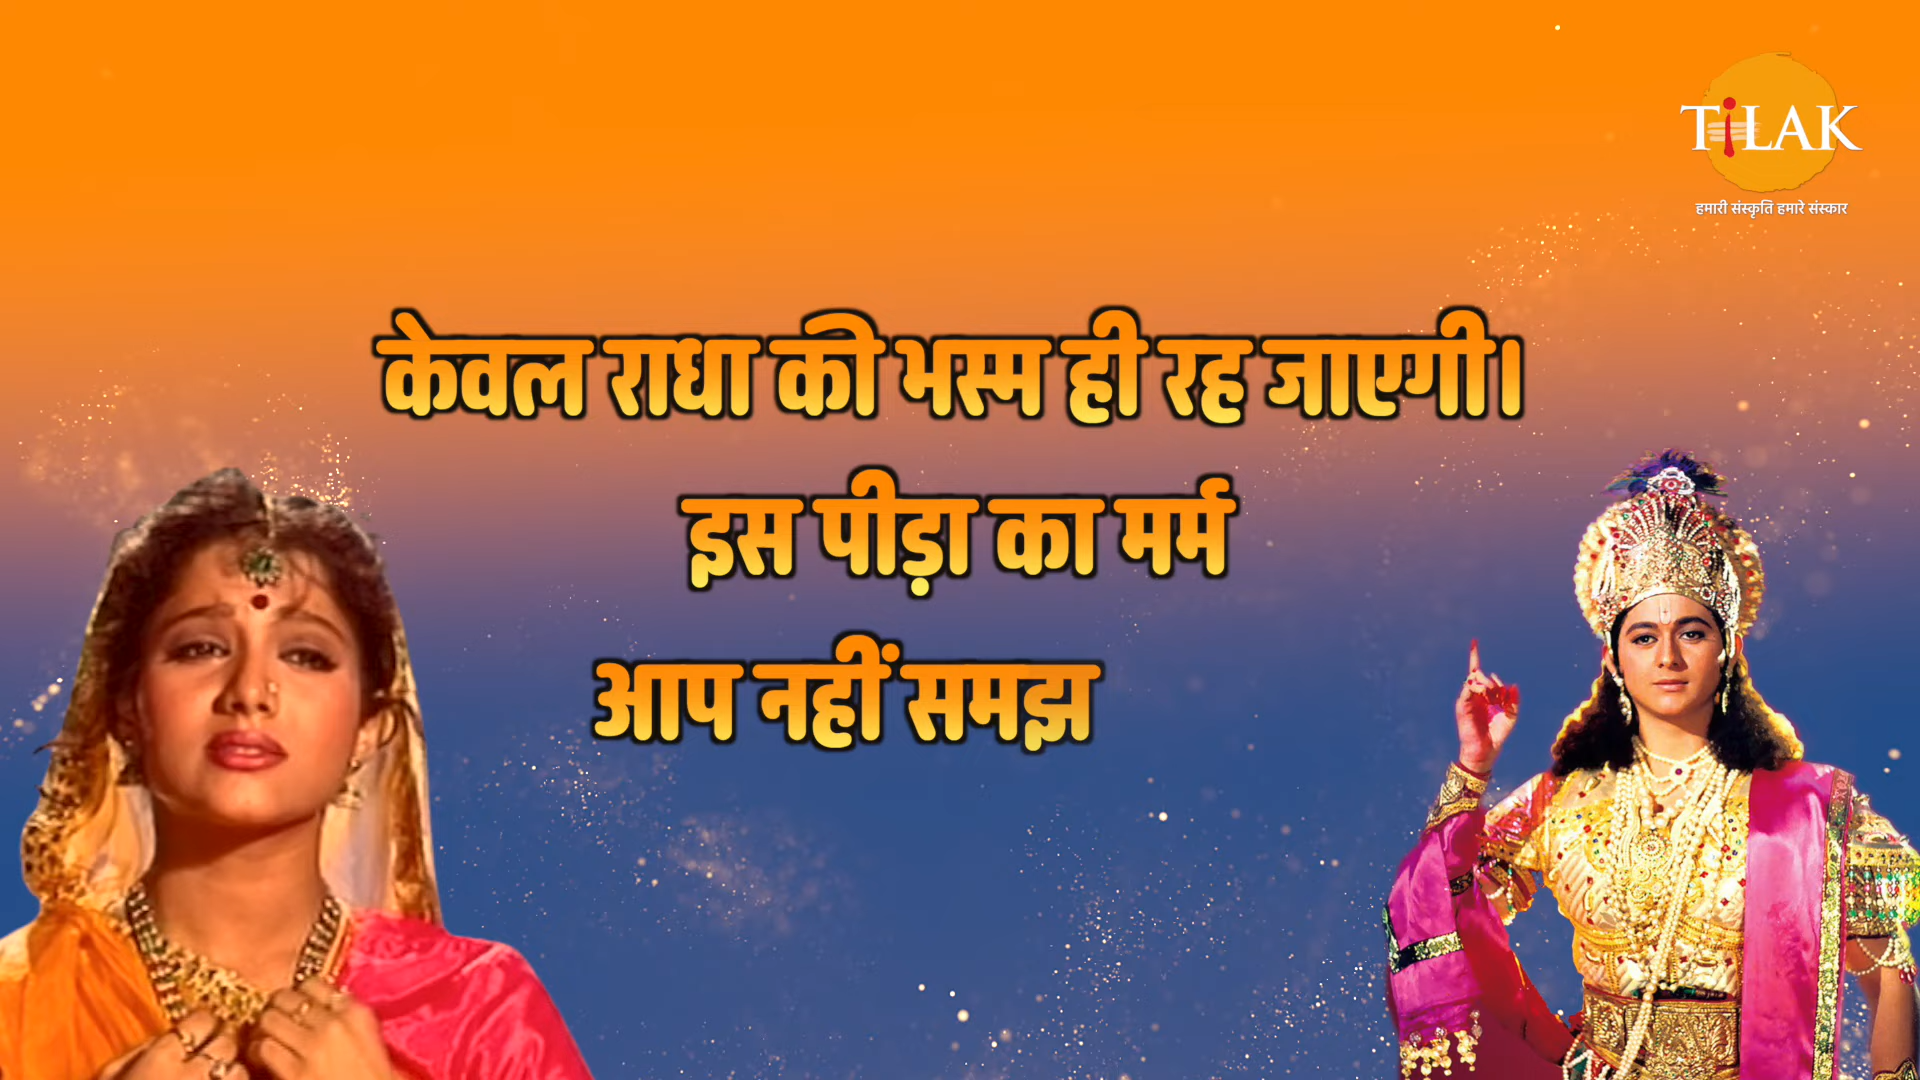 TiLAK
हमारी संस्कृति हमारे संस्कार
केवल राधा की भस्म ही रह जाएगी।
इस पीड़ा का मर्म
आप नहीं समझ